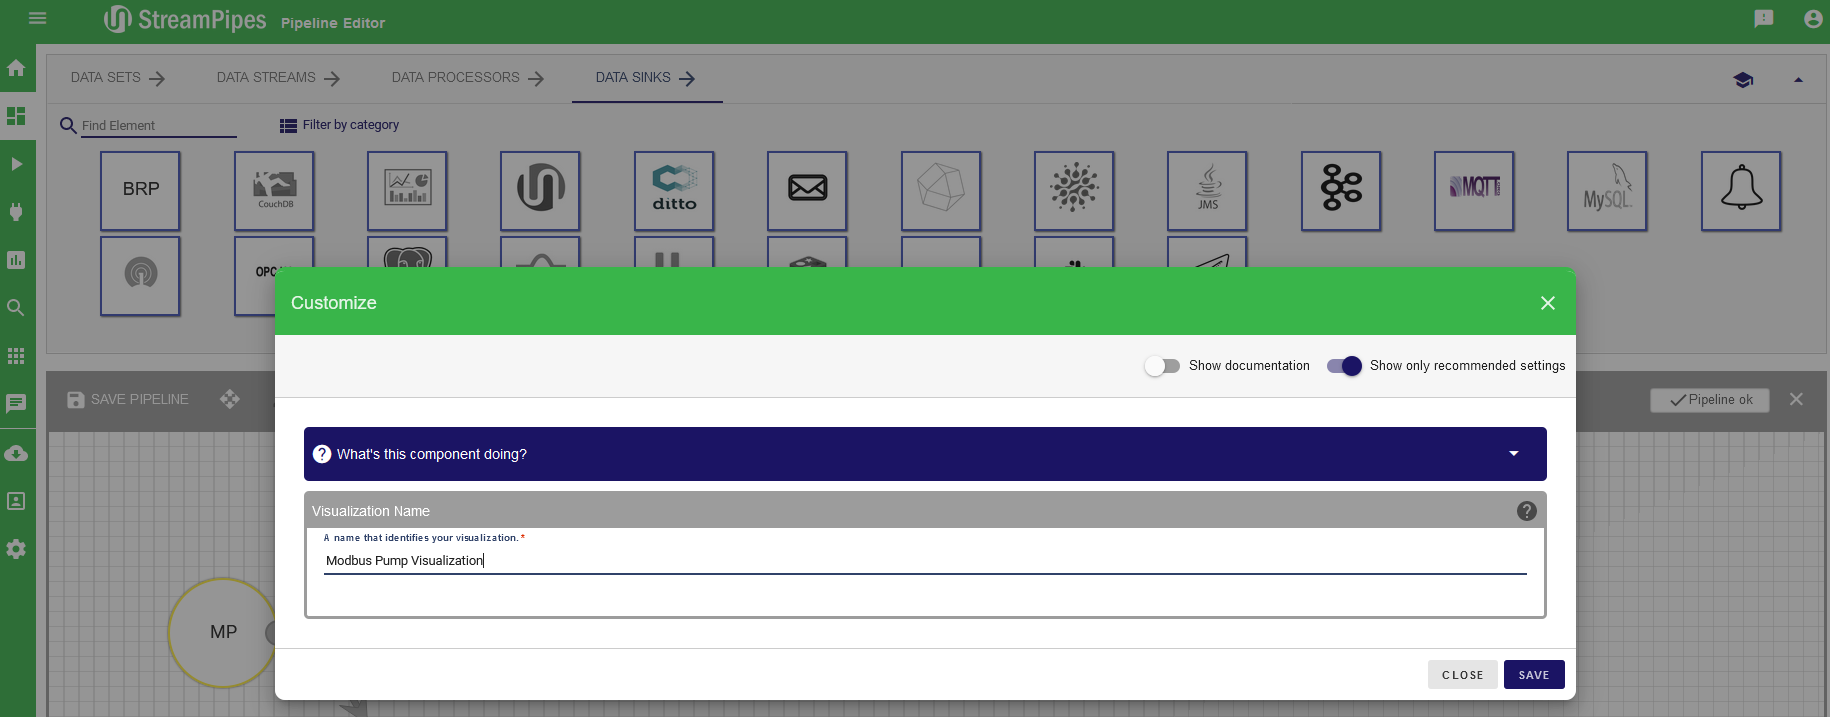 StreamPipes Pipeline Editor
DATA SETS DATA STREAMS DATA PROCESSORS DATA SINKS
Find Element Filter by category
BRP CouchDB ditto JMS MQTT MySQL
Customize
Show documentation Show only recommended settings
SAVE PIPELINE Pipeline ok
? What's this component doing?
Visualization Name ?
A name that identifies your visualization. *
Modbus Pump Visualization
MP
CLOSE SAVE